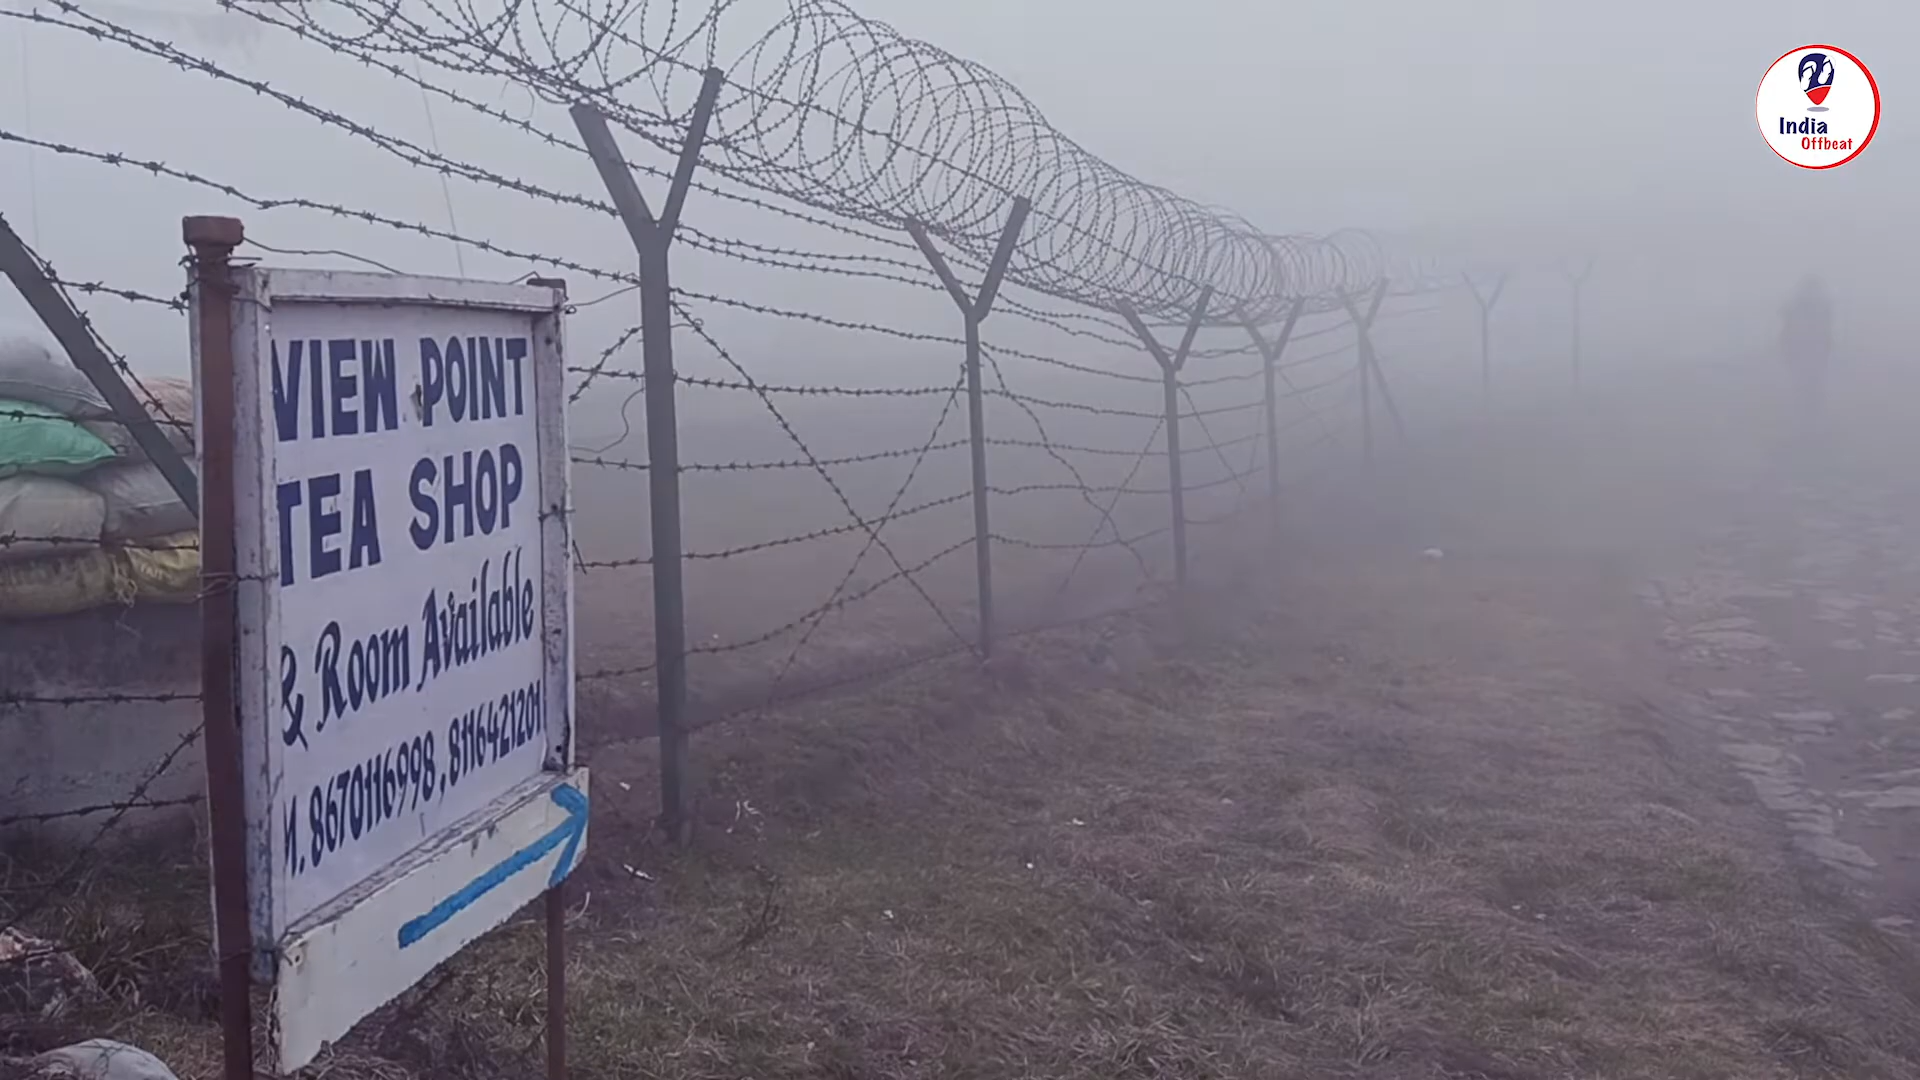 VIEW POINT
TEA SHOP
& Room Available
M. 8670116998, 8116421201
India
Offbeat